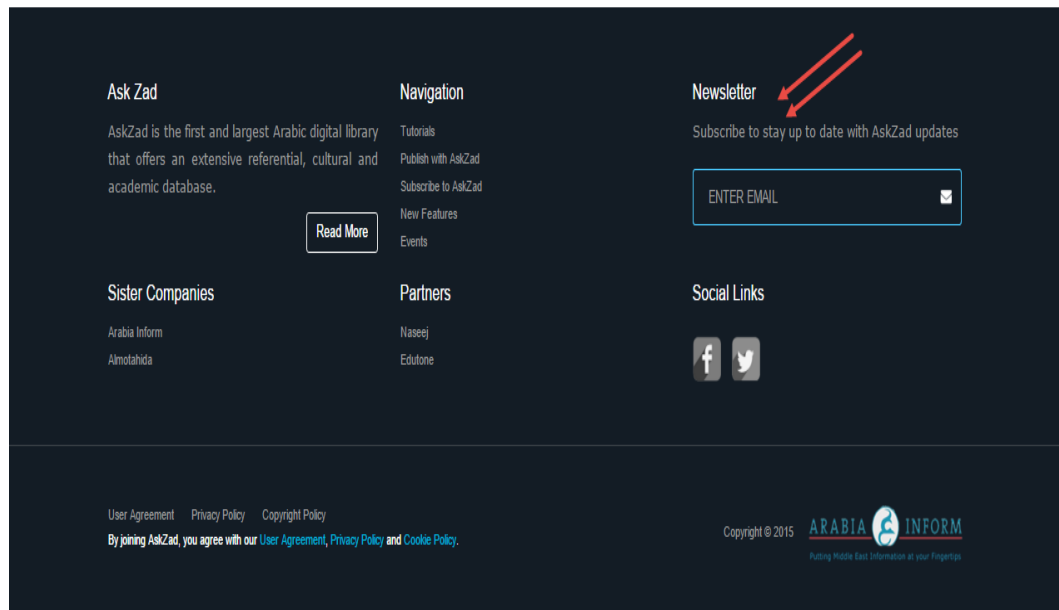 Ask Zad
AskZad is the first and largest Arabic digital library
that offers an extensive referential, cultural and
academic database.
Read More
Navigation
Tutorials
Publish with AskZad
Subscribe to AskZad
New Features
Events
Newsletter
Subscribe to stay up to date with AskZad updates
ENTER EMAIL
Sister Companies
Arabia Inform
Almotahida
Partners
Naseej
Edutone
Social Links
User Agreement Privacy Policy Copyright Policy
By joining AskZad, you agree with our User Agreement, Privacy Policy and Cookie Policy.
Copyright © 2015
ARABIA INFORM
Putting Middle East Information at your Fingertips